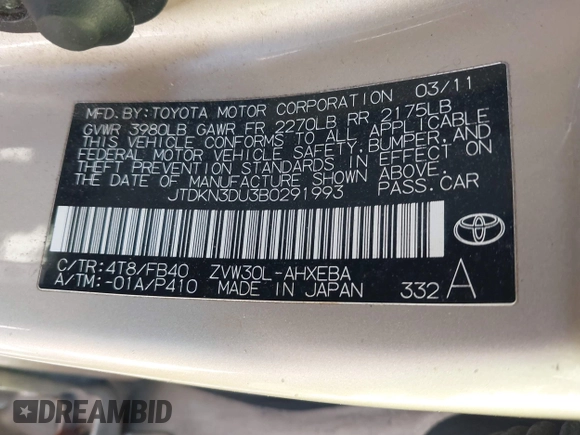 MFD. BY: TOYOTA MOTOR CORPORATION 03/11
GVWR 3980LB GAWR FR 2270LB RR 2175LB
THIS VEHICLE CONFORMS TO ALL APPLICABLE
FEDERAL MOTOR VEHICLE SAFETY, BUMPER, AND
THEFT PREVENTION STANDARDS IN EFFECT ON
THE DATE OF MANUFACTURE SHOWN ABOVE.
JTDKN3DU3B0291993 PASS. CAR
C/TR: 4T8/FB40 ZVW30L-AHXEBA
A/TM: -01A/P410 MADE IN JAPAN 332 A
TOYOTA
DREAMBID